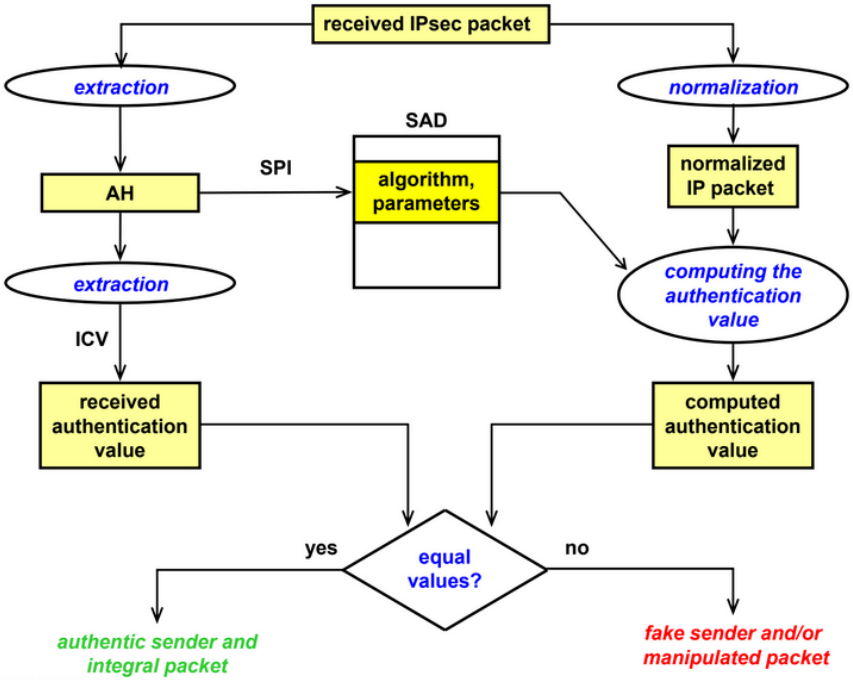 received IPsec packet
extraction
normalization
SAD
SPI
AH
algorithm,
parameters
normalized
IP packet
extraction
computing the
authentication
value
ICV
received
authentication
value
computed
authentication
value
yes
equal
values?
no
authentic sender and
integral packet
fake sender and/or
manipulated packet